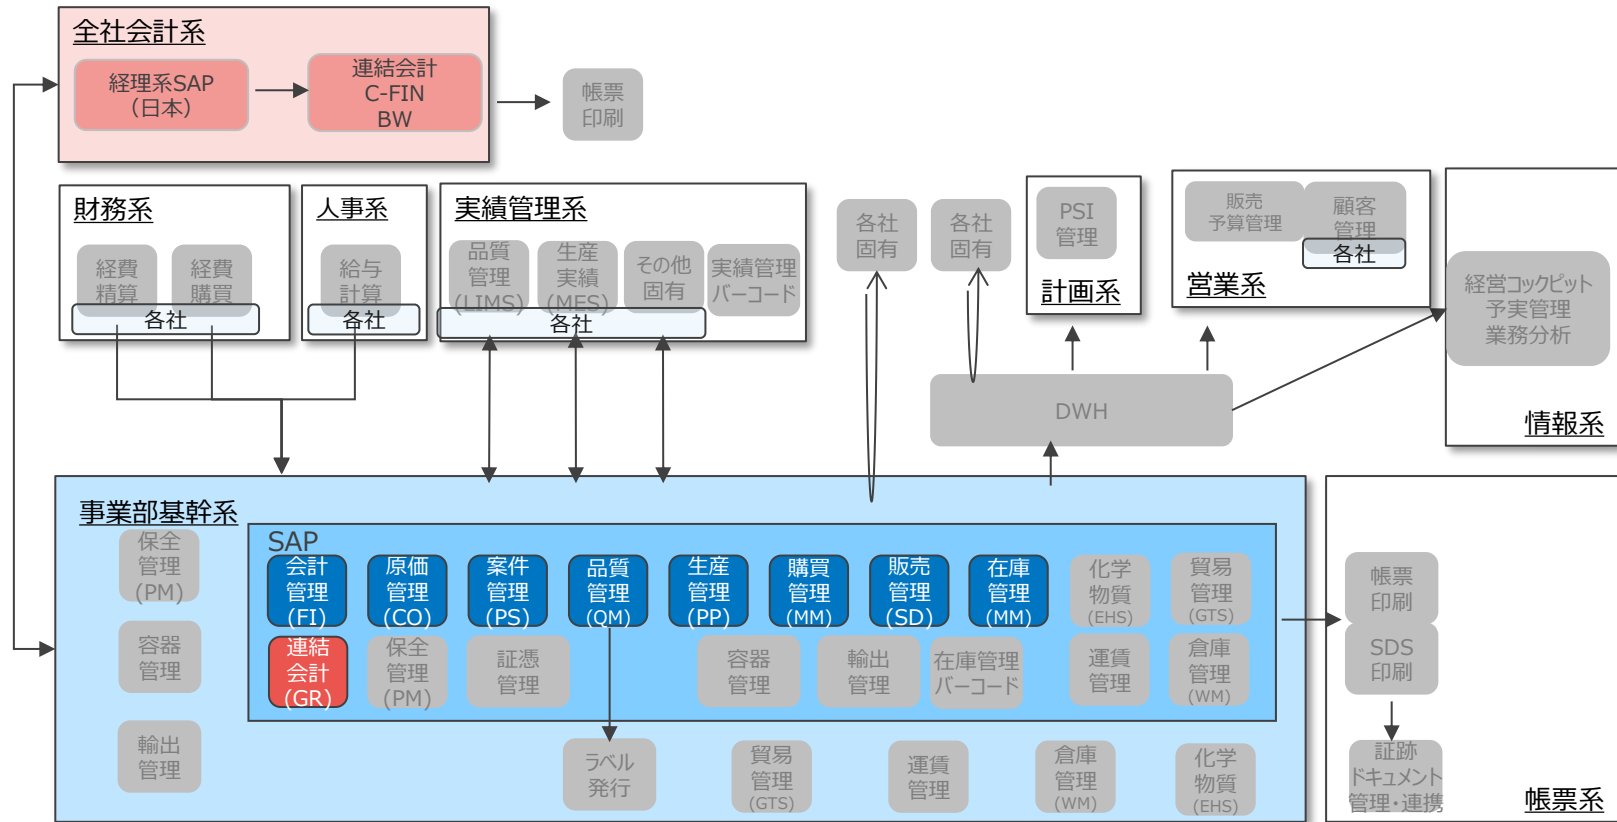 全社会計系
経理系SAP
（日本）
連結会計
C-FIN
BW
帳票
印刷
財務系
経費
精算
経費
購買
各社
人事系
給与
計算
各社
実績管理系
品質
管理
(LIMS)
生産
実績
(MES)
その他
固有
実績管理
バーコード
各社
各社
固有
各社
固有
PSI
管理
計画系
販売
予算管理
顧客
管理
各社
営業系
経営コックピット
予実管理
業務分析
情報系
DWH
事業部基幹系
保全
管理
(PM)
容器
管理
輸出
管理
SAP
会計
管理
(FI)
原価
管理
(CO)
案件
管理
(PS)
品質
管理
(QM)
生産
管理
(PP)
購買
管理
(MM)
販売
管理
(SD)
在庫
管理
(MM)
化学
物質
(EHS)
貿易
管理
(GTS)
連結
会計
(GR)
保全
管理
(PM)
証憑
管理
容器
管理
輸出
管理
在庫管理
バーコード
運賃
管理
倉庫
管理
(WM)
ラベル
発行
貿易
管理
(GTS)
運賃
管理
倉庫
管理
(WM)
化学
物質
(EHS)
帳票
印刷
SDS
印刷
証跡
ドキュメント
管理・連携
帳票系